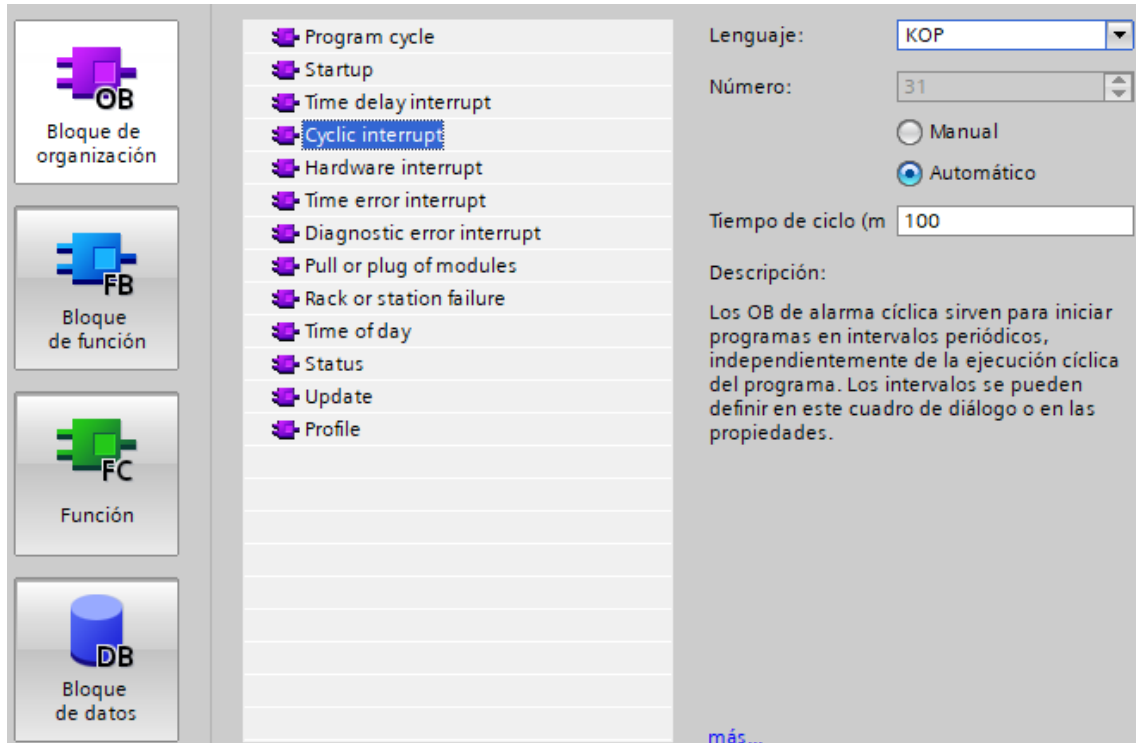 OB
Bloque de
organización
FB
Bloque
de función
FC
Función
DB
Bloque
de datos
Program cycle
Startup
Time delay interrupt
Cyclic interrupt
Hardware interrupt
Time error interrupt
Diagnostic error interrupt
Pull or plug of modules
Rack or station failure
Time of day
Status
Update
Profile
Lenguaje: KOP
Número: 31
Manual
Automático
Tiempo de ciclo (m 100
Descripción:
Los OB de alarma cíclica sirven para iniciar
programas en intervalos periódicos,
independientemente de la ejecución cíclica
del programa. Los intervalos se pueden
definir en este cuadro de diálogo o en las
propiedades.
más...